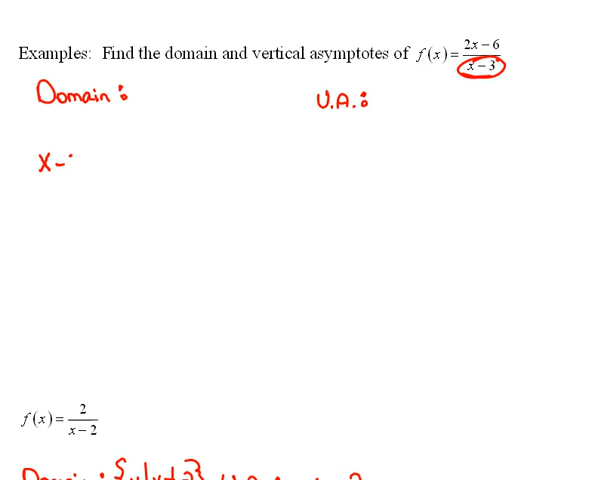 Examples: Find the domain and vertical asymptotes of f(x)= (2x − 6)/(x − 3)
Domain: V.A.:
x-
f(x)= 2/(x − 2)